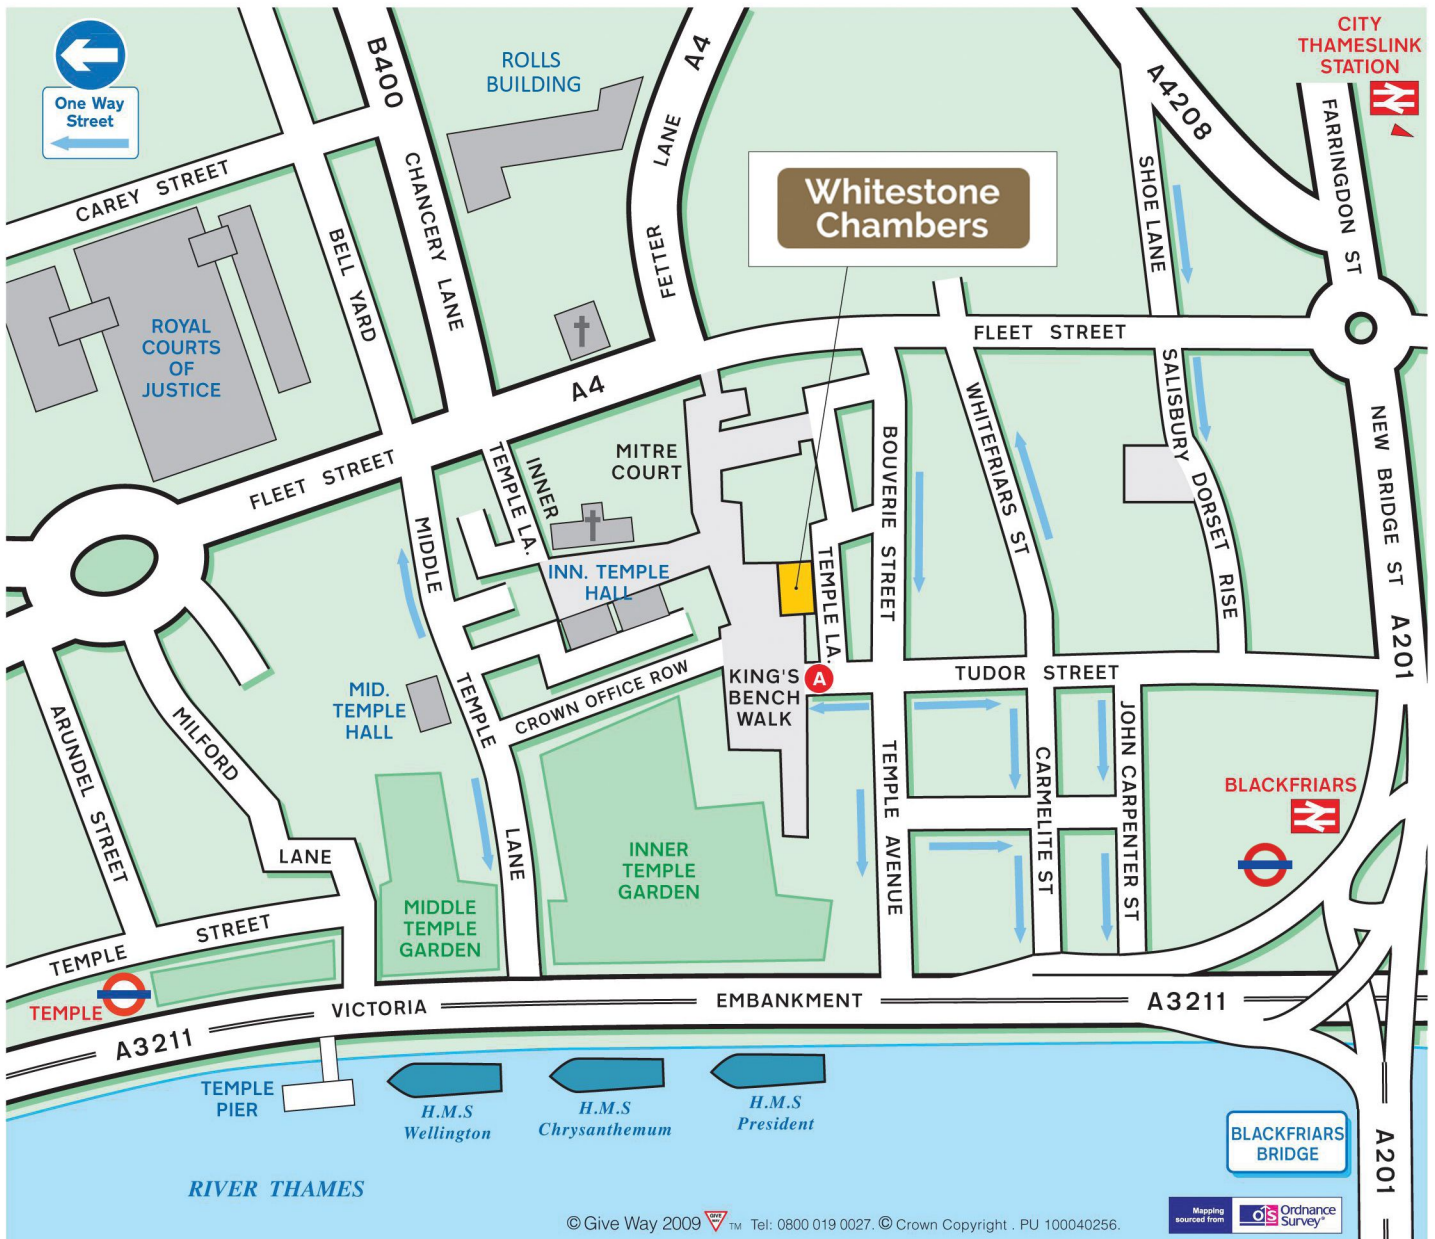 One Way
Street
B400
ROLLS
BUILDING
A4
CITY
THAMESLINK
STATION
A4208
CAREY STREET
CHANCERY LANE
FETTER LANE
Whitestone
Chambers
SHOE LANE
FARRINGDON ST
BELL YARD
ROYAL
COURTS
OF
JUSTICE
FLEET STREET
A4
SALISBURY
WHITEFRIARS ST
BOUVERIE STREET
NEW BRIDGE ST
FLEET STREET
TEMPLE LA.
INNER
MITRE
COURT
DORSET RISE
MIDDLE
TEMPLE
LANE
INN. TEMPLE
HALL
TEMPLE LA.
A201
KING'S
BENCH
WALK
A
TUDOR STREET
CROWN OFFICE ROW
MID.
TEMPLE
HALL
ARUNDEL STREET
MILFORD
LANE
TEMPLE AVENUE
CARMELITE ST
JOHN CARPENTER ST
BLACKFRIARS
INNER
TEMPLE
GARDEN
MIDDLE
TEMPLE
GARDEN
TEMPLE STREET
TEMPLE
VICTORIA
EMBANKMENT
A3211
A3211
TEMPLE
PIER
H.M.S
Wellington
H.M.S
Chrysanthemum
H.M.S
President
BLACKFRIARS
BRIDGE
A201
RIVER THAMES
© Give Way 2009 GIVE WAY TM Tel: 0800 019 0027. © Crown Copyright . PU 100040256.
Mapping
sourced from
OS Ordnance
Survey®